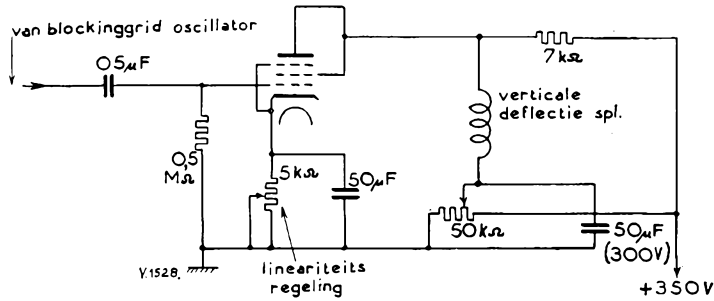 van blockinggrid oscillator
0,5µF
7kΩ
verticale
deflectie spl.
0,5
MΩ
5kΩ
50µF
50kΩ
50µF
(300V)
V.1528.
lineariteits
regeling
+350V